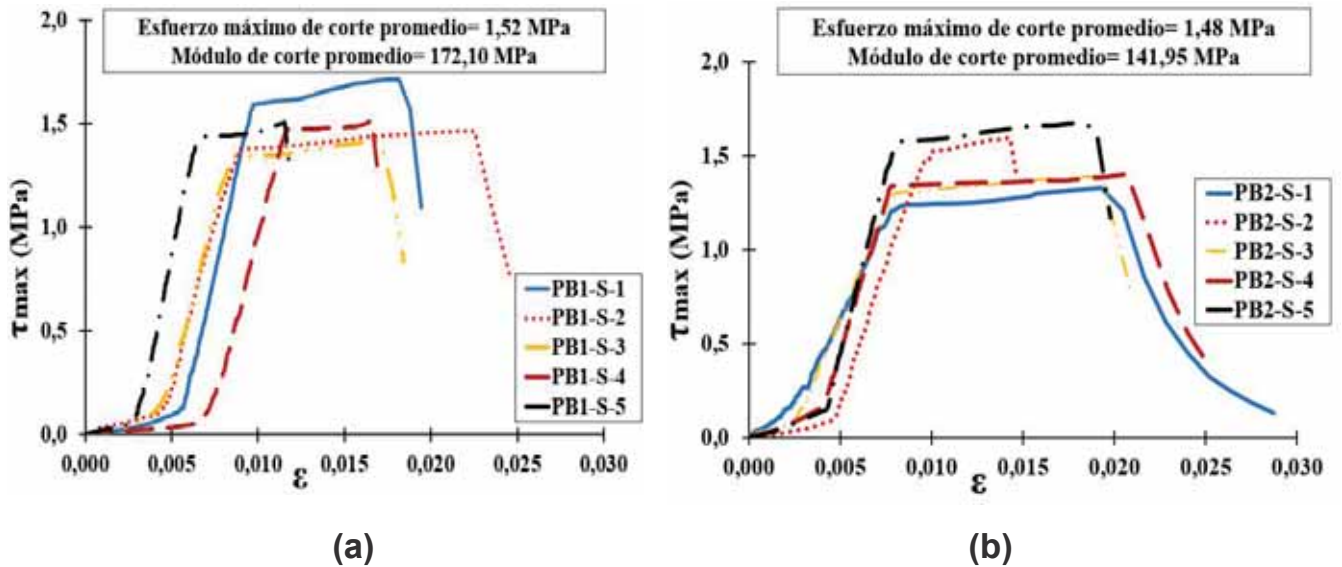 Esfuerzo máximo de corte promedio= 1,52 MPa
Módulo de corte promedio= 172,10 MPa
2,0
1,5
1,0
0,5
0,0
τmax (MPa)
0,000 0,005 0,010 0,015 0,020 0,025 0,030
ε
PB1-S-1
PB1-S-2
PB1-S-3
PB1-S-4
PB1-S-5
(a)
Esfuerzo máximo de corte promedio= 1,48 MPa
Módulo de corte promedio= 141,95 MPa
2,0
1,5
1,0
0,5
0,0
τmax (MPa)
0,000 0,005 0,010 0,015 0,020 0,025 0,030
ε
PB2-S-1
PB2-S-2
PB2-S-3
PB2-S-4
PB2-S-5
(b)